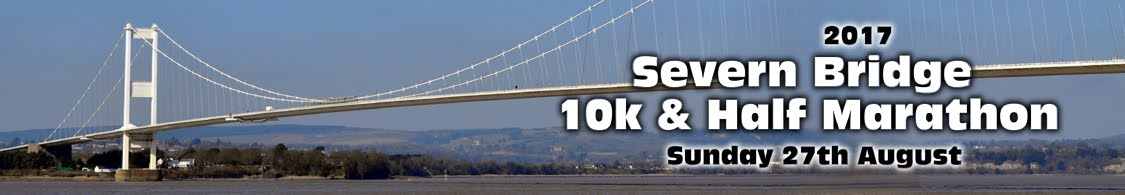 2017
Severn Bridge
10k & Half Marathon
Sunday 27th August